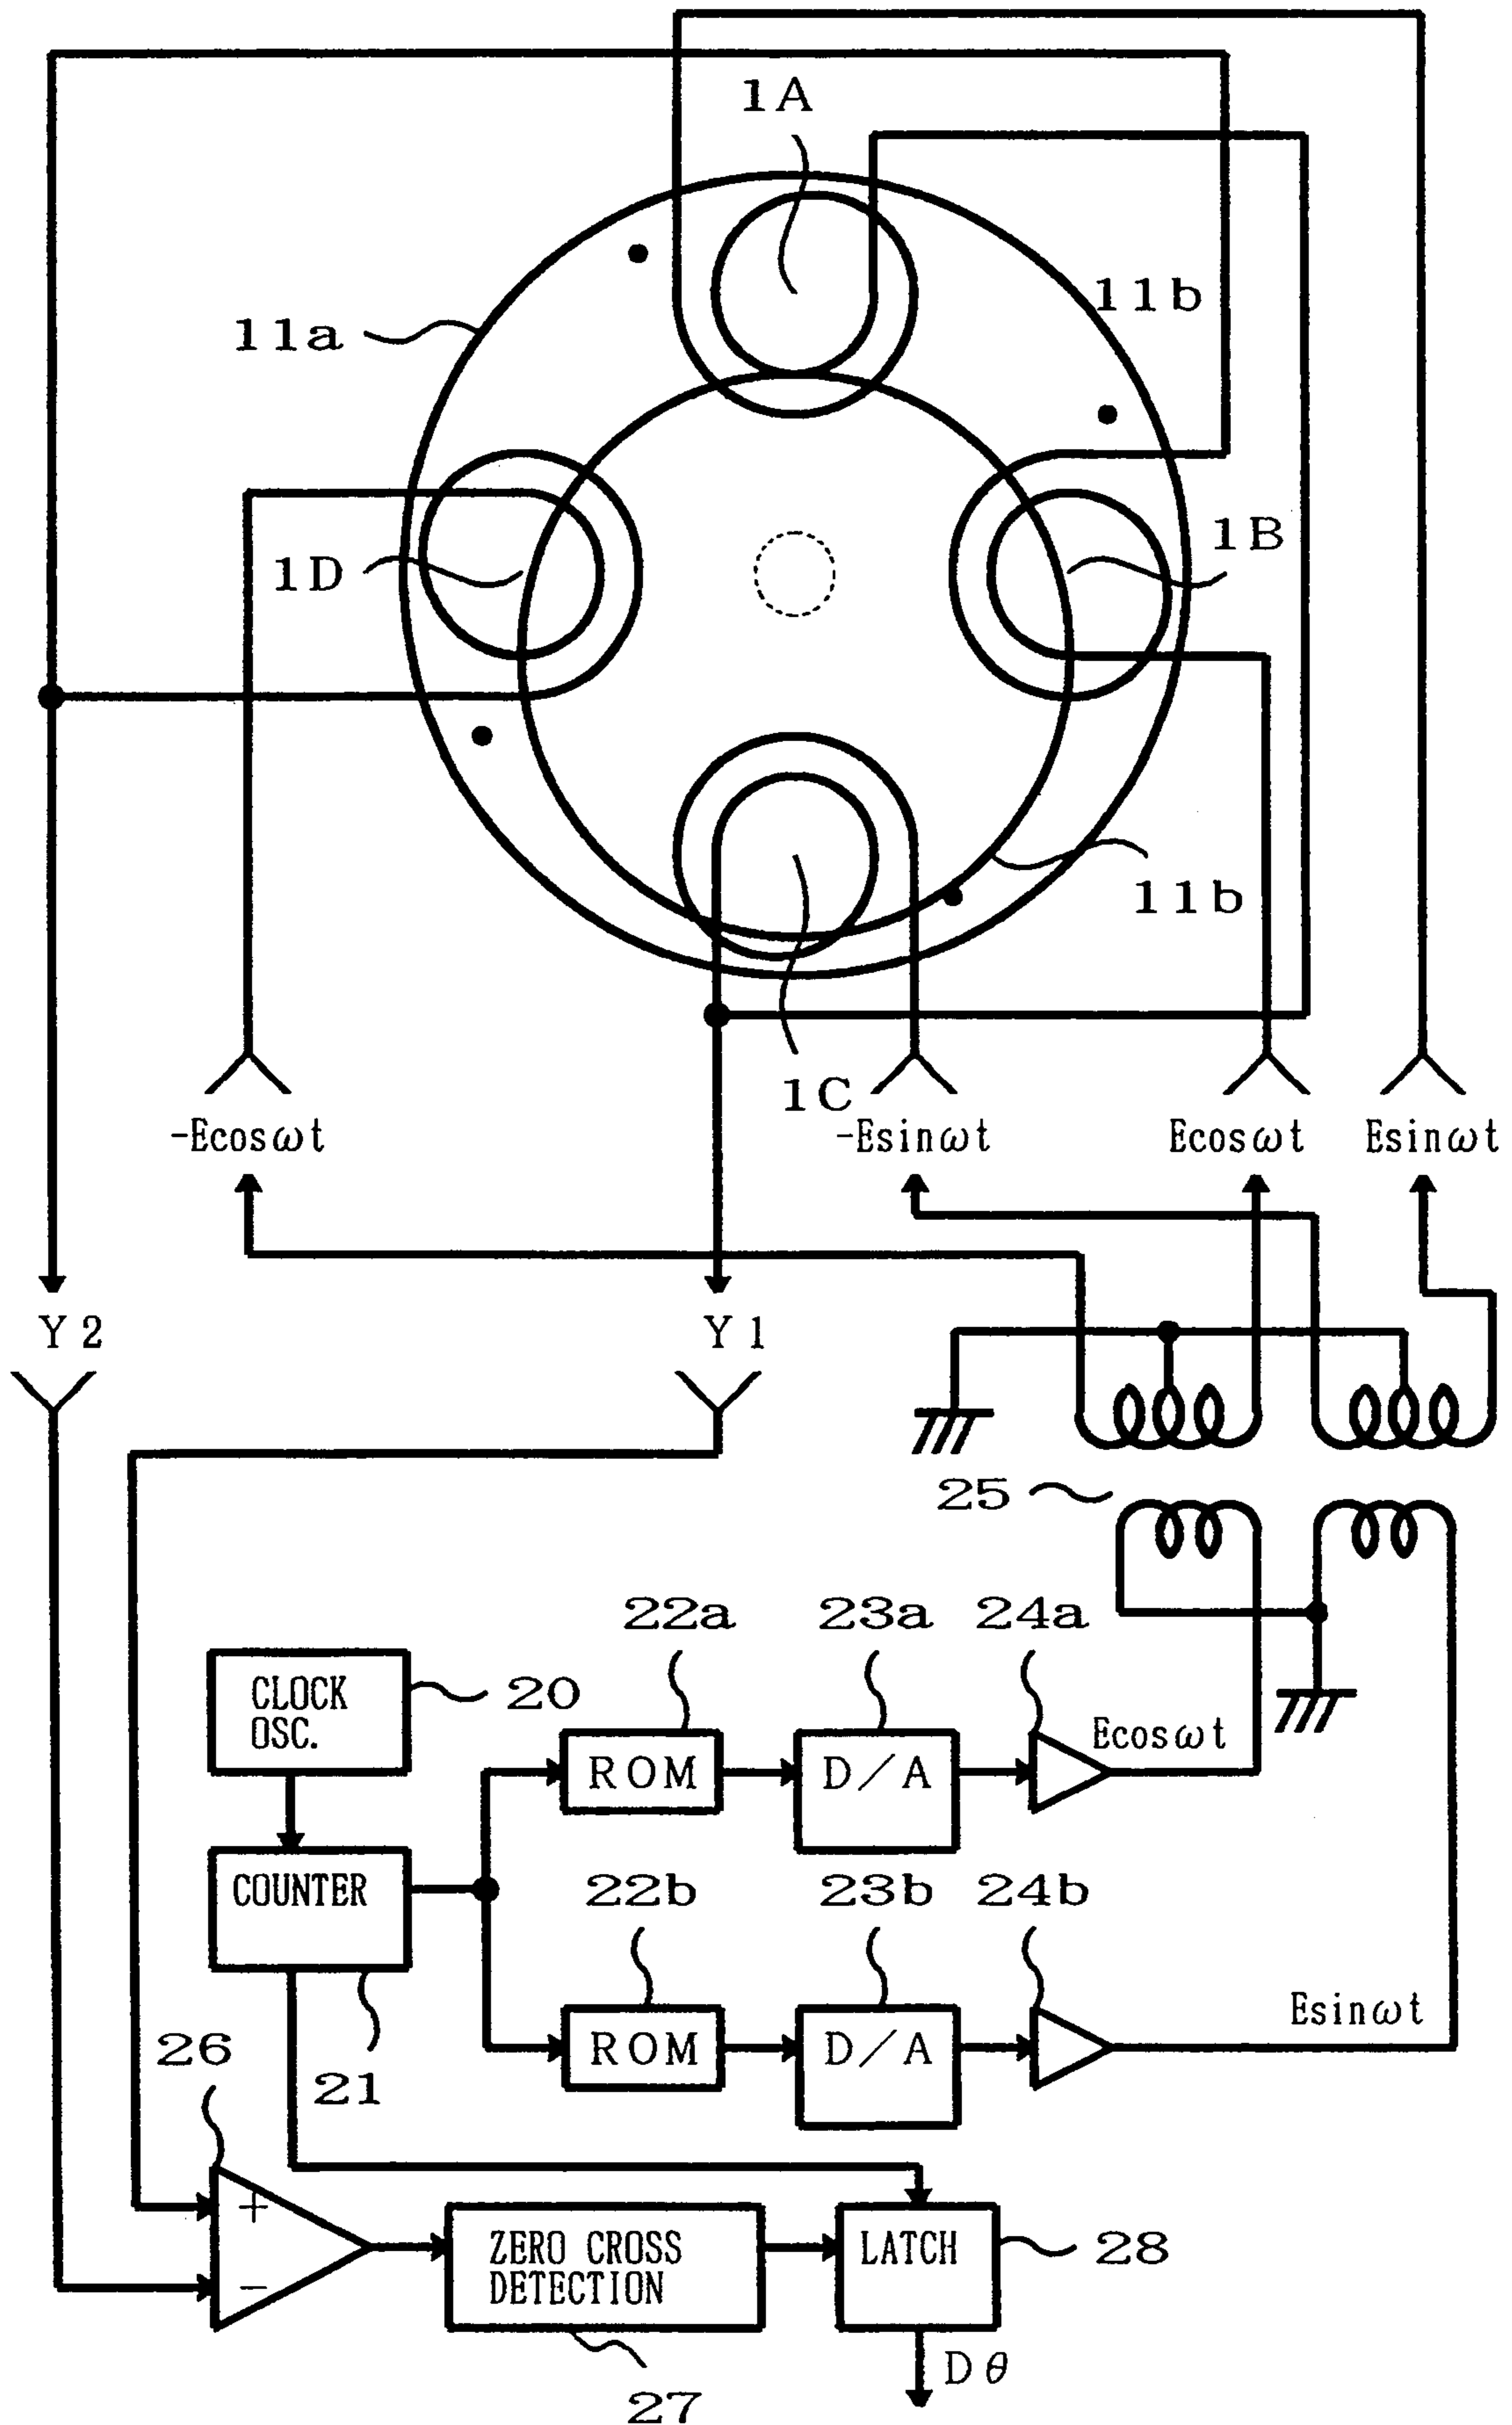 1A
11b
11a
1B
1D
11b
1C
-Ecosωt
-Esinωt
Ecosωt
Esinωt
Y2
Y1
25
22a
23a
24a
CLOCK
OSC.
20
Ecosωt
ROM
D/A
COUNTER
22b
23b
24b
Esinωt
ROM
D/A
26
21
+
ZERO CROSS
DETECTION
LATCH
28
−
Dθ
27